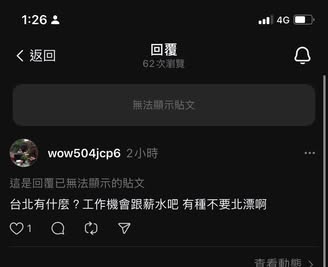 1:26
4G
返回
回覆
62次瀏覽
無法顯示貼文
wow504jcp6 2小時
這是回覆已無法顯示的貼文
台北有什麼？工作機會跟薪水吧 有種不要北漂啊
1
查看動態